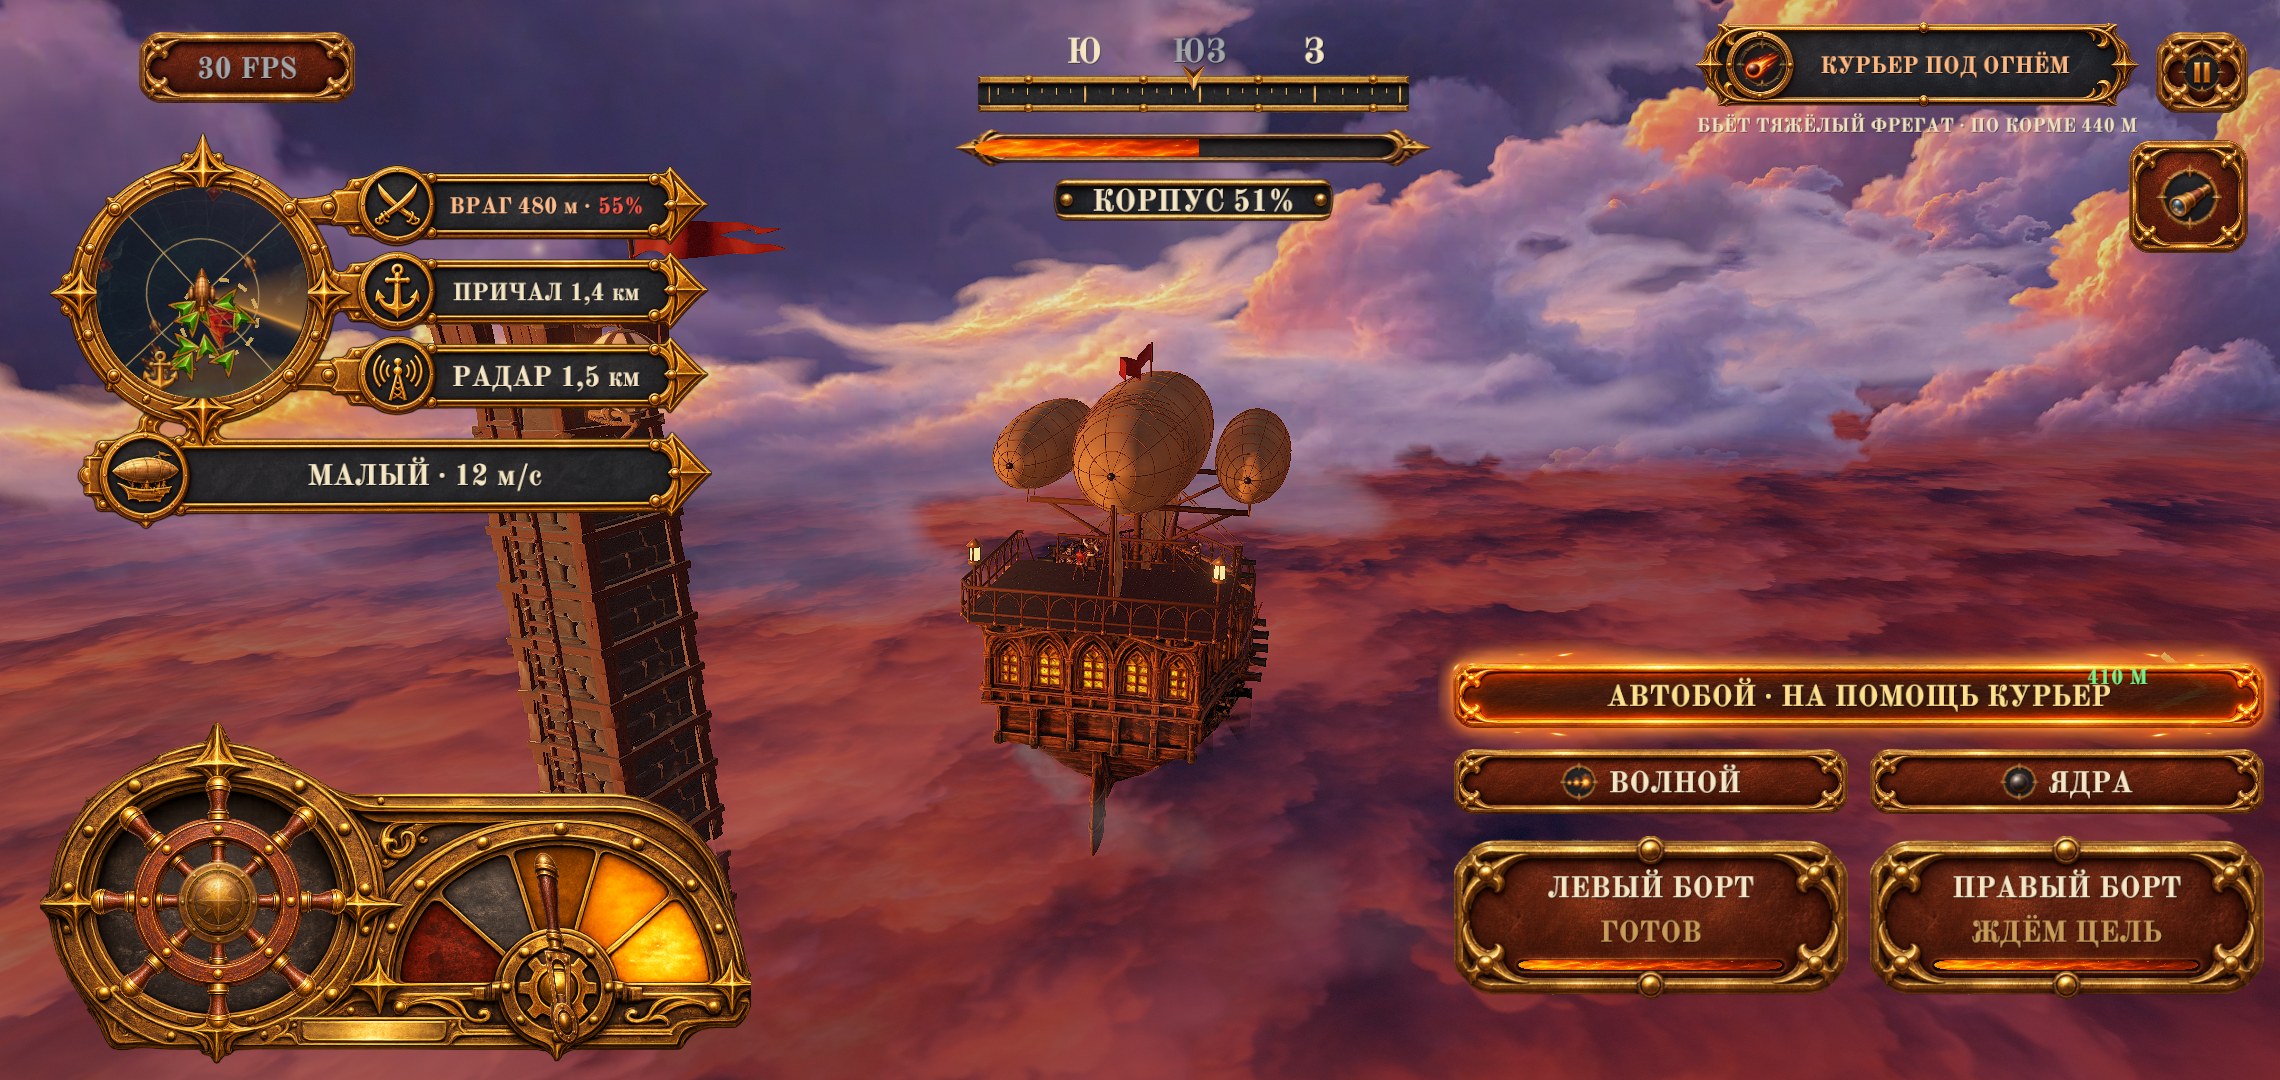 30 FPS
Ю ЮЗ З
КОРПУС 51%
КУРЬЕР ПОД ОГНЁМ
БЬЁТ ТЯЖЁЛЫЙ ФРЕГАТ · ПО КОРМЕ 440 М
ВРАГ 480 м · 55%
ПРИЧАЛ 1,4 км
РАДАР 1,5 км
МАЛЫЙ · 12 м/с
410 М
АВТОБОЙ · НА ПОМОЩЬ КУРЬЕР
ВОЛНОЙ
ЯДРА
ЛЕВЫЙ БОРТ
ГОТОВ
ПРАВЫЙ БОРТ
ЖДЁМ ЦЕЛЬ